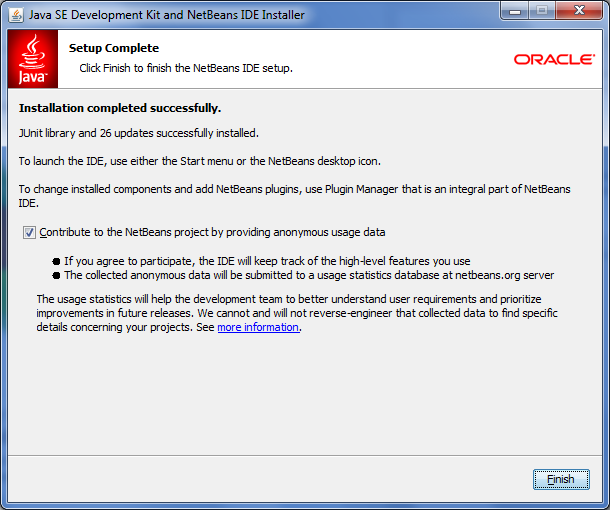 Java SE Development Kit and NetBeans IDE Installer
Java
Setup Complete
Click Finish to finish the NetBeans IDE setup.
ORACLE
Installation completed successfully.
JUnit library and 26 updates successfully installed.
To launch the IDE, use either the Start menu or the NetBeans desktop icon.
To change installed components and add NetBeans plugins, use Plugin Manager that is an integral part of NetBeans
IDE.
Contribute to the NetBeans project by providing anonymous usage data
● If you agree to participate, the IDE will keep track of the high-level features you use
● The collected anonymous data will be submitted to a usage statistics database at netbeans.org server
The usage statistics will help the development team to better understand user requirements and prioritize
improvements in future releases. We cannot and will not reverse-engineer that collected data to find specific
details concerning your projects. See more information.
Finish